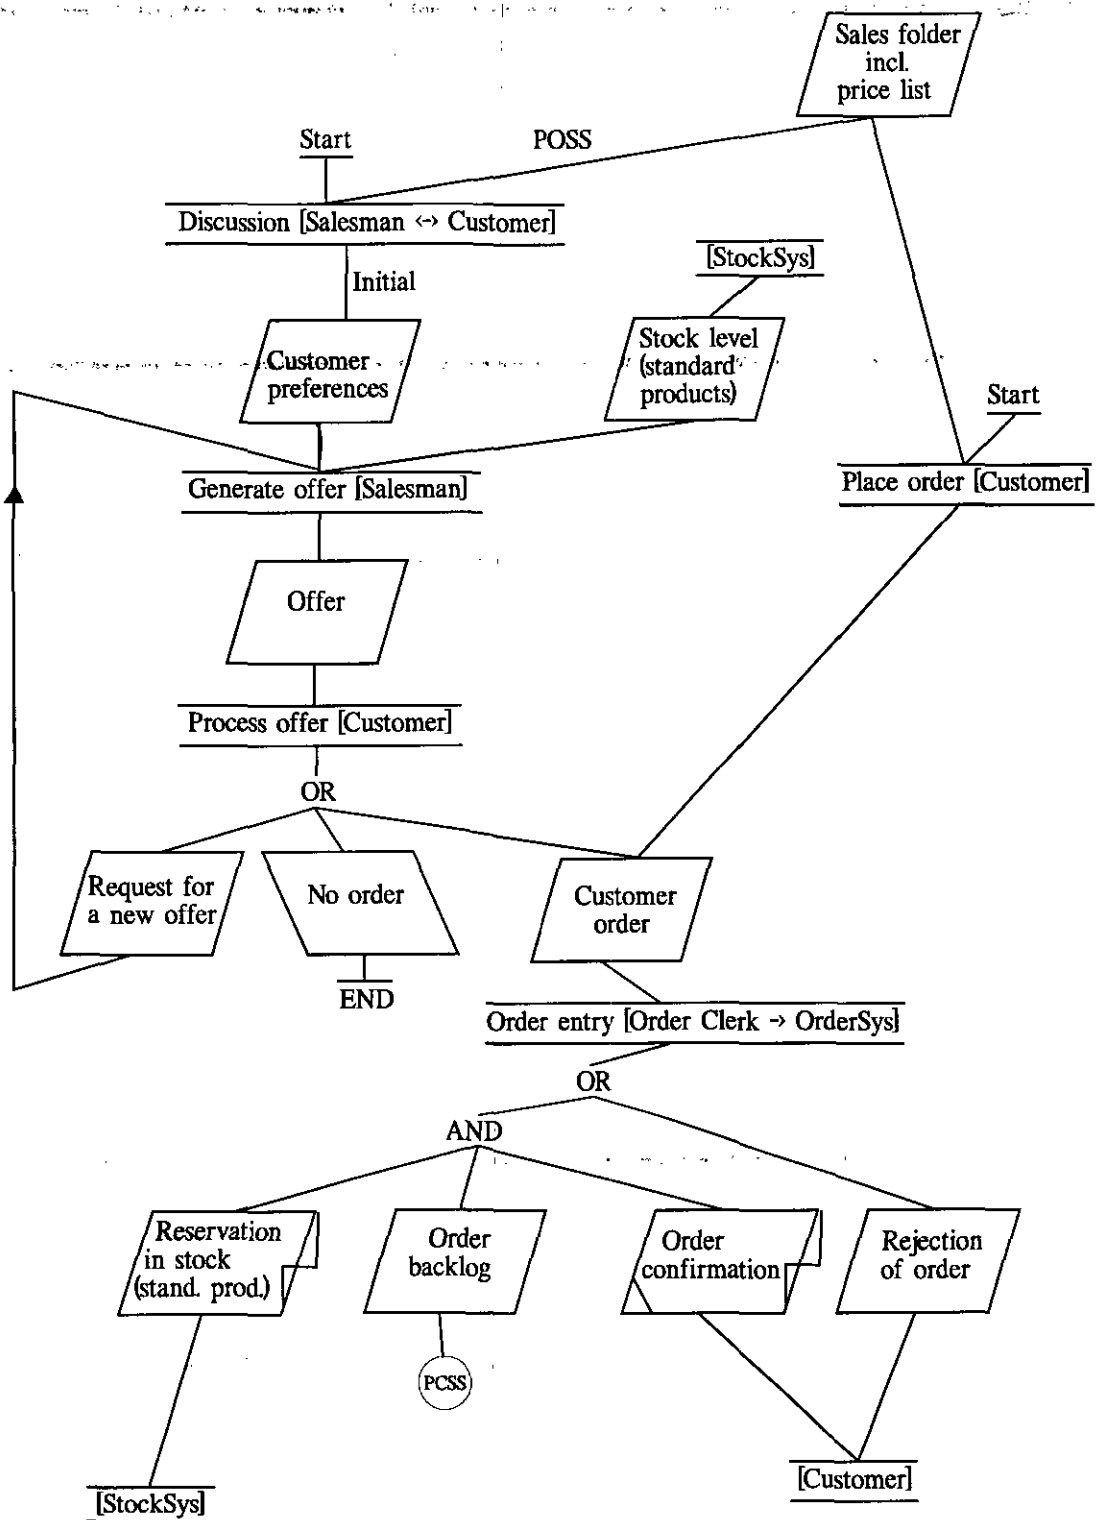 Sales folder
incl.
price list
Start
POSS
Discussion [Salesman <-> Customer]
[StockSys]
Initial
Stock level
(standard
products)
Customer
preferences
Start
Generate offer [Salesman]
Place order [Customer]
Offer
Process offer [Customer]
OR
Request for
a new offer
No order
Customer
order
END
Order entry [Order Clerk -> OrderSys]
OR
AND
Reservation
in stock
(stand. prod.)
Order
backlog
Order
confirmation
Rejection
of order
PCSS
[Customer]
[StockSys]